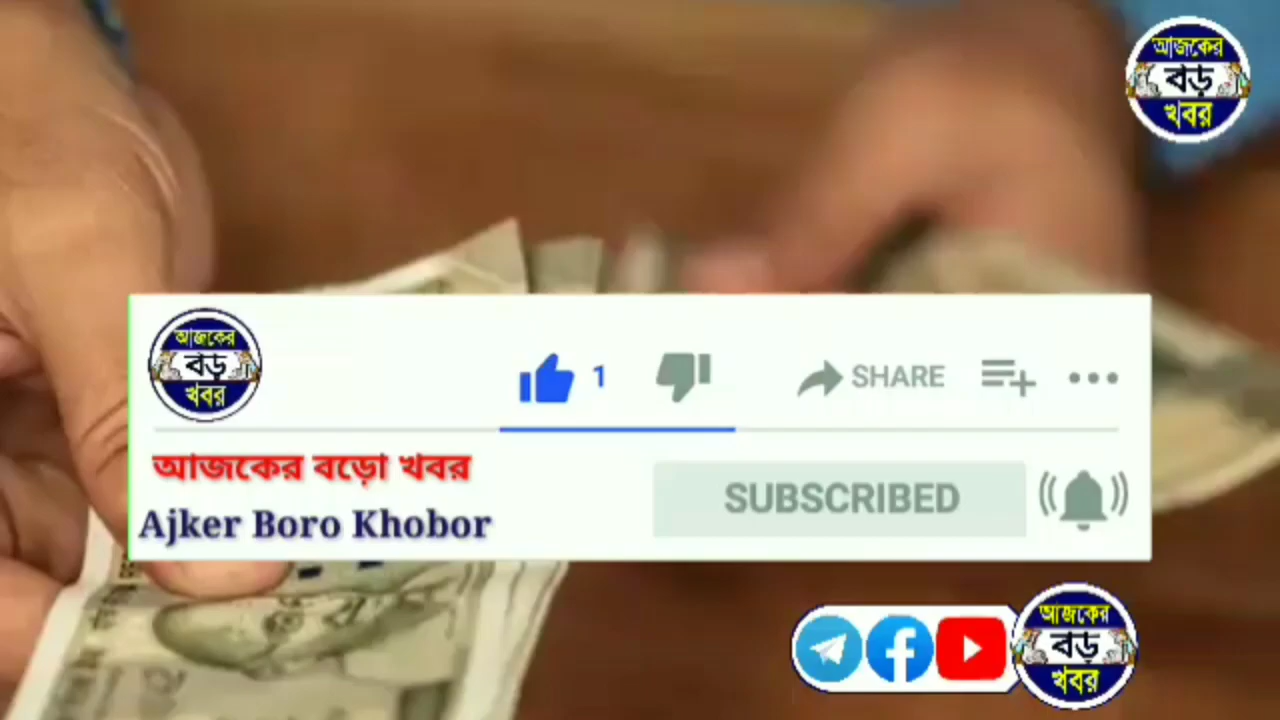 আজকের
বড়
খবর
আজকের
বড়
খবর
1
SHARE
আজকের বড়ো খবর
SUBSCRIBED
Ajker Boro Khobor
আজকের
বড়
খবর